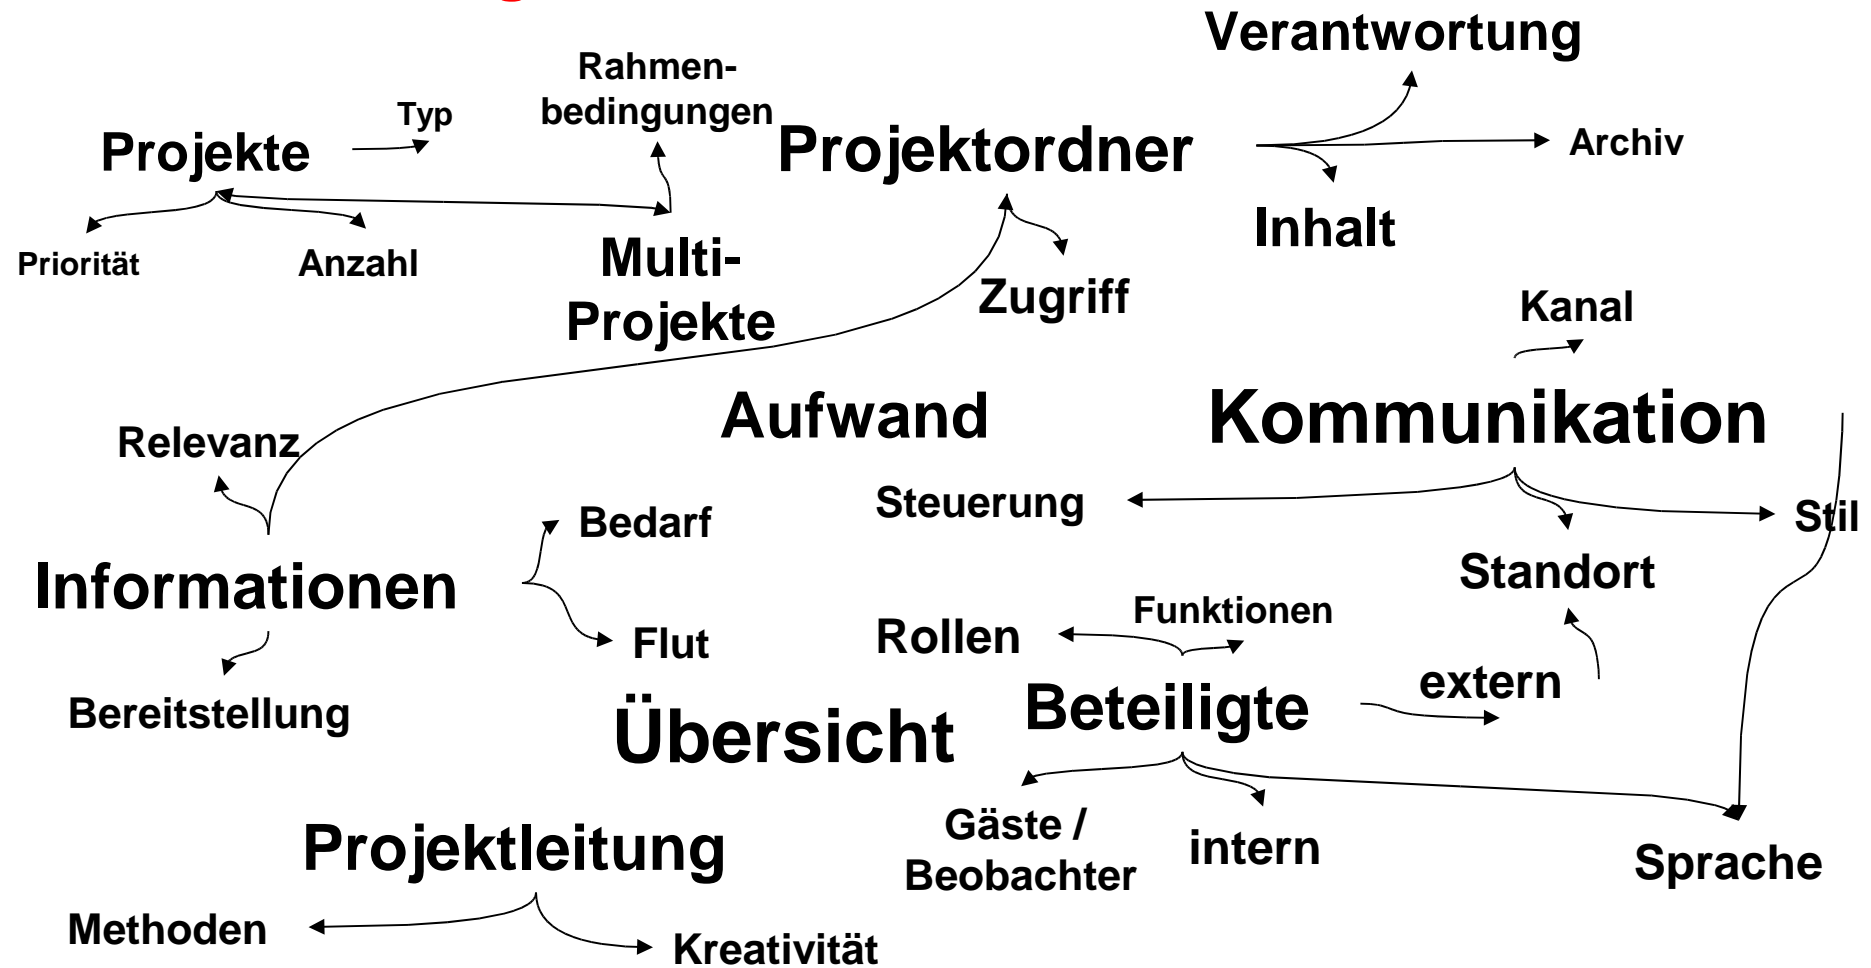 Verantwortung
Rahmen-
bedingungen
Typ
Projekte
Projektordner
Archiv
Priorität
Anzahl
Multi-
Projekte
Inhalt
Zugriff
Kanal
Aufwand
Kommunikation
Relevanz
Steuerung
Stil
Bedarf
Informationen
Standort
Funktionen
Rollen
Flut
extern
Bereitstellung
Übersicht
Beteiligte
Gäste /
Beobachter
intern
Sprache
Projektleitung
Methoden
Kreativität